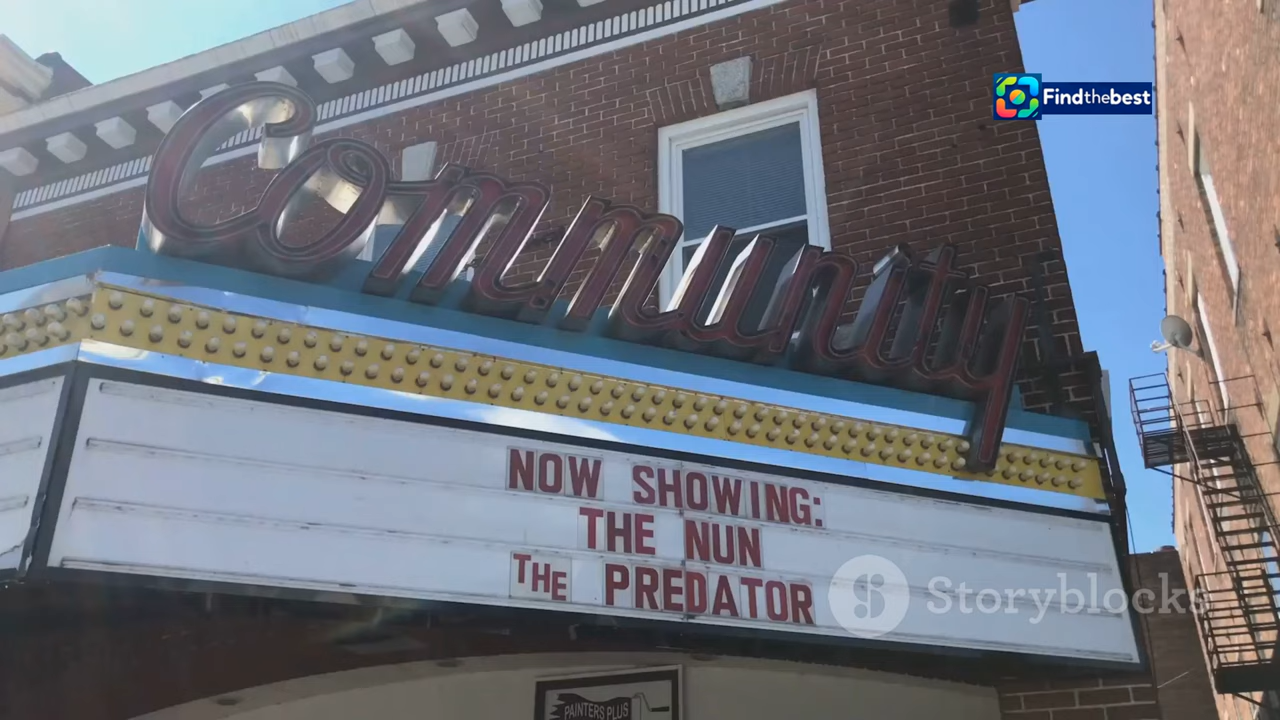 Findthebest
Community
NOW SHOWING:
THE NUN
THE PREDATOR
Storyblocks
PAINTERS PLUS